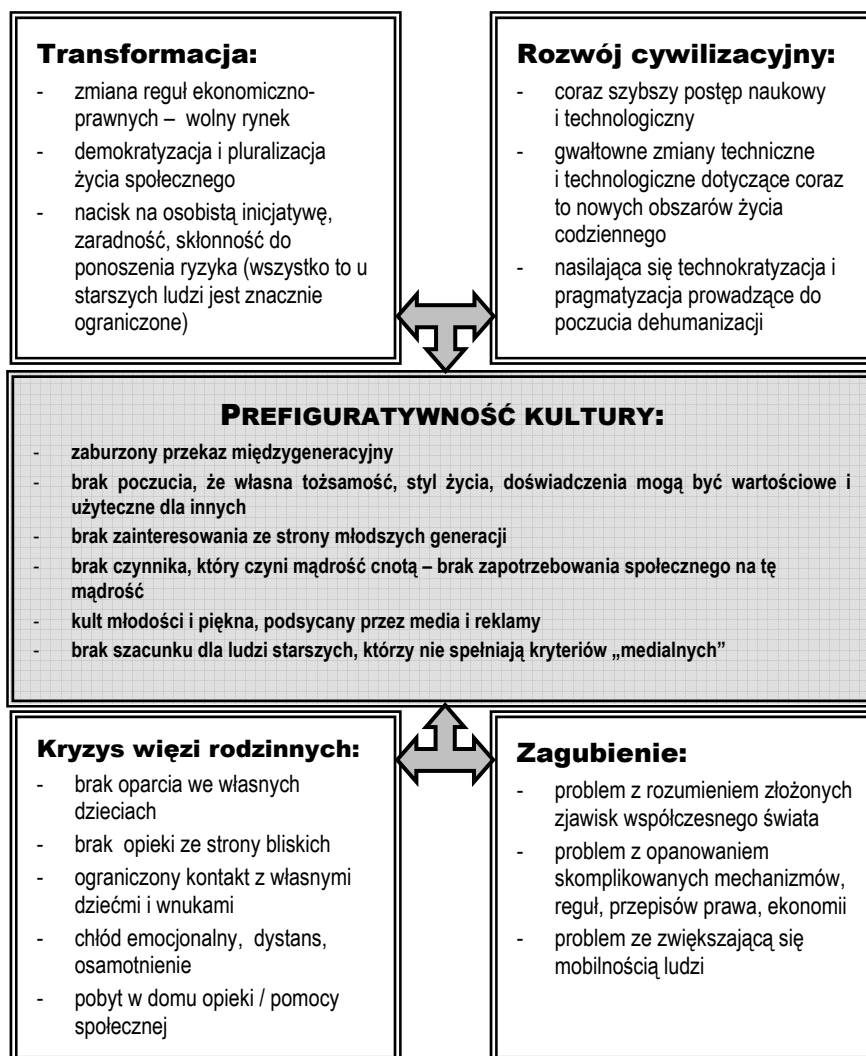 Transformacja:
- zmiana reguł ekonomiczno-
prawnych – wolny rynek
- demokratyzacja i pluralizacja
życia społecznego
- nacisk na osobistą inicjatywę,
zaradność, skłonność do
ponoszenia ryzyka (wszystko to u
starszych ludzi jest znacznie
ograniczone)
Rozwój cywilizacyjny:
- coraz szybszy postęp naukowy
i technologiczny
- gwałtowne zmiany techniczne
i technologiczne dotyczące coraz
to nowych obszarów życia
codziennego
- nasilająca się technokratyzacja i
pragmatyzacja prowadzące do
poczucia dehumanizacji
PREFIGURATYWNOŚĆ KULTURY:
- zaburzony przekaz międzygeneracyjny
- brak poczucia, że własna tożsamość, styl życia, doświadczenia mogą być wartościowe i
użyteczne dla innych
- brak zainteresowania ze strony młodszych generacji
- brak czynnika, który czyni mądrość cnotą – brak zapotrzebowania społecznego na tę
mądrość
- kult młodości i piękna, podsycany przez media i reklamy
- brak szacunku dla ludzi starszych, którzy nie spełniają kryteriów „medialnych”
Kryzys więzi rodzinnych:
- brak oparcia we własnych
dzieciach
- brak opieki ze strony bliskich
- ograniczony kontakt z własnymi
dziećmi i wnukami
- chłód emocjonalny, dystans,
osamotnienie
- pobyt w domu opieki / pomocy
społecznej
Zagubienie:
- problem z rozumieniem złożonych
zjawisk współczesnego świata
- problem z opanowaniem
skomplikowanych mechanizmów,
reguł, przepisów prawa, ekonomii
- problem ze zwiększającą się
mobilnością ludzi